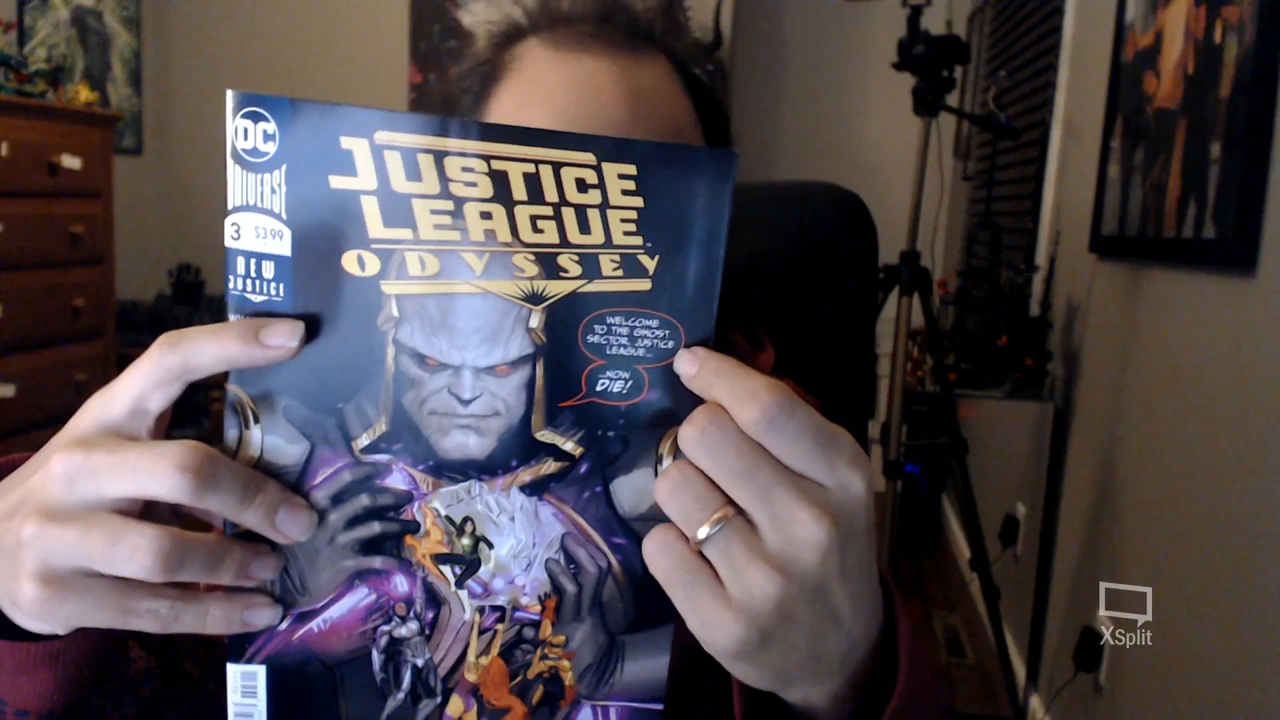 DC
UNIVERSE
3 $3.99
NEW
JUSTICE
JUSTICE
LEAGUE
ODYSSEY
WELCOME
TO THE GHOST
SECTOR, JUSTICE
LEAGUE...
...NOW
DIE!
XSplit